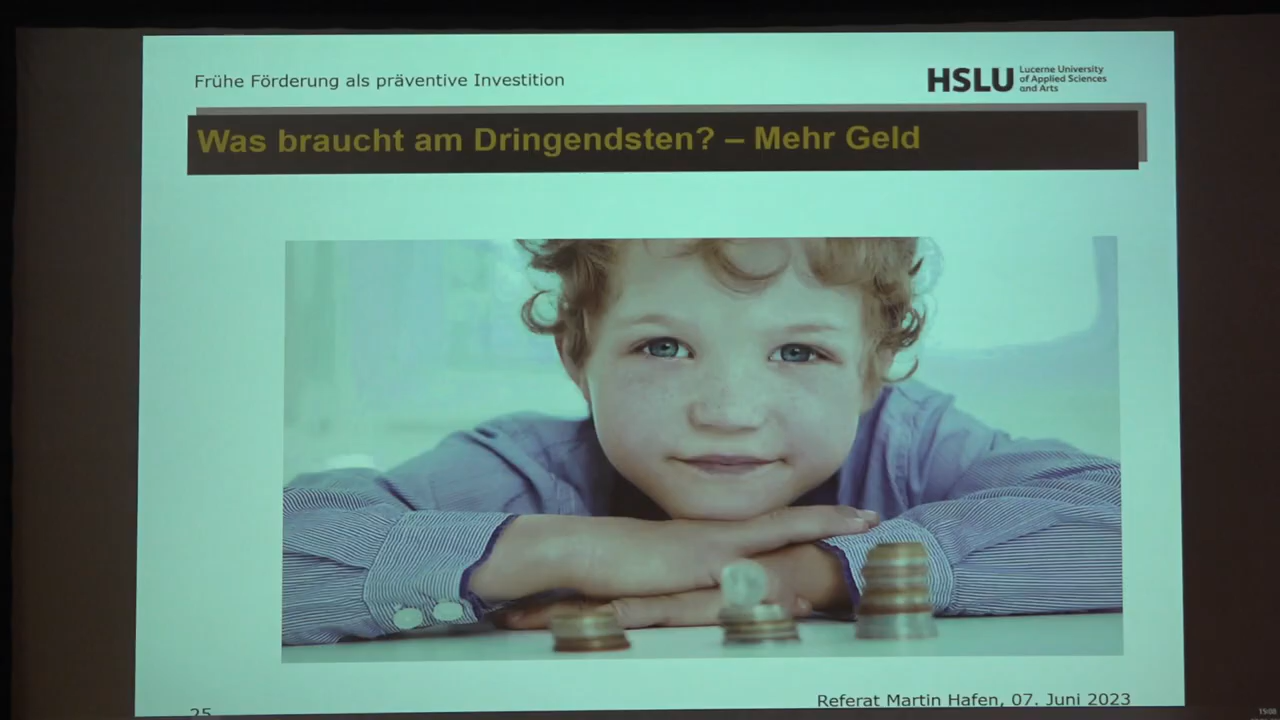 Frühe Förderung als präventive Investition
HSLU Lucerne University
of Applied Sciences
and Arts
Was braucht am Dringendsten? – Mehr Geld
25
Referat Martin Hafen, 07. Juni 2023